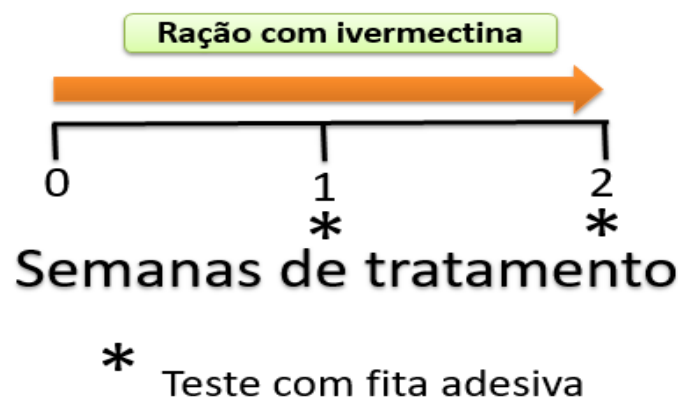 Ração com ivermectina
0 1 2
* *
Semanas de tratamento
* Teste com fita adesiva